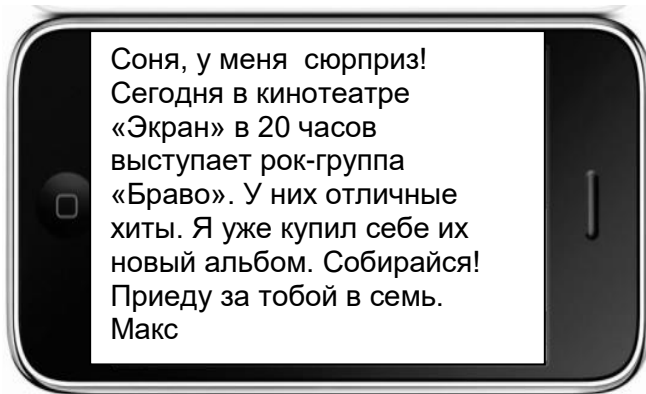 Соня, у меня  сюрприз!
Сегодня в кинотеатре
«Экран» в 20 часов
выступает рок-группа
«Браво». У них отличные
хиты. Я уже купил себе их
новый альбом. Собирайся!
Приеду за тобой в семь.
Макс